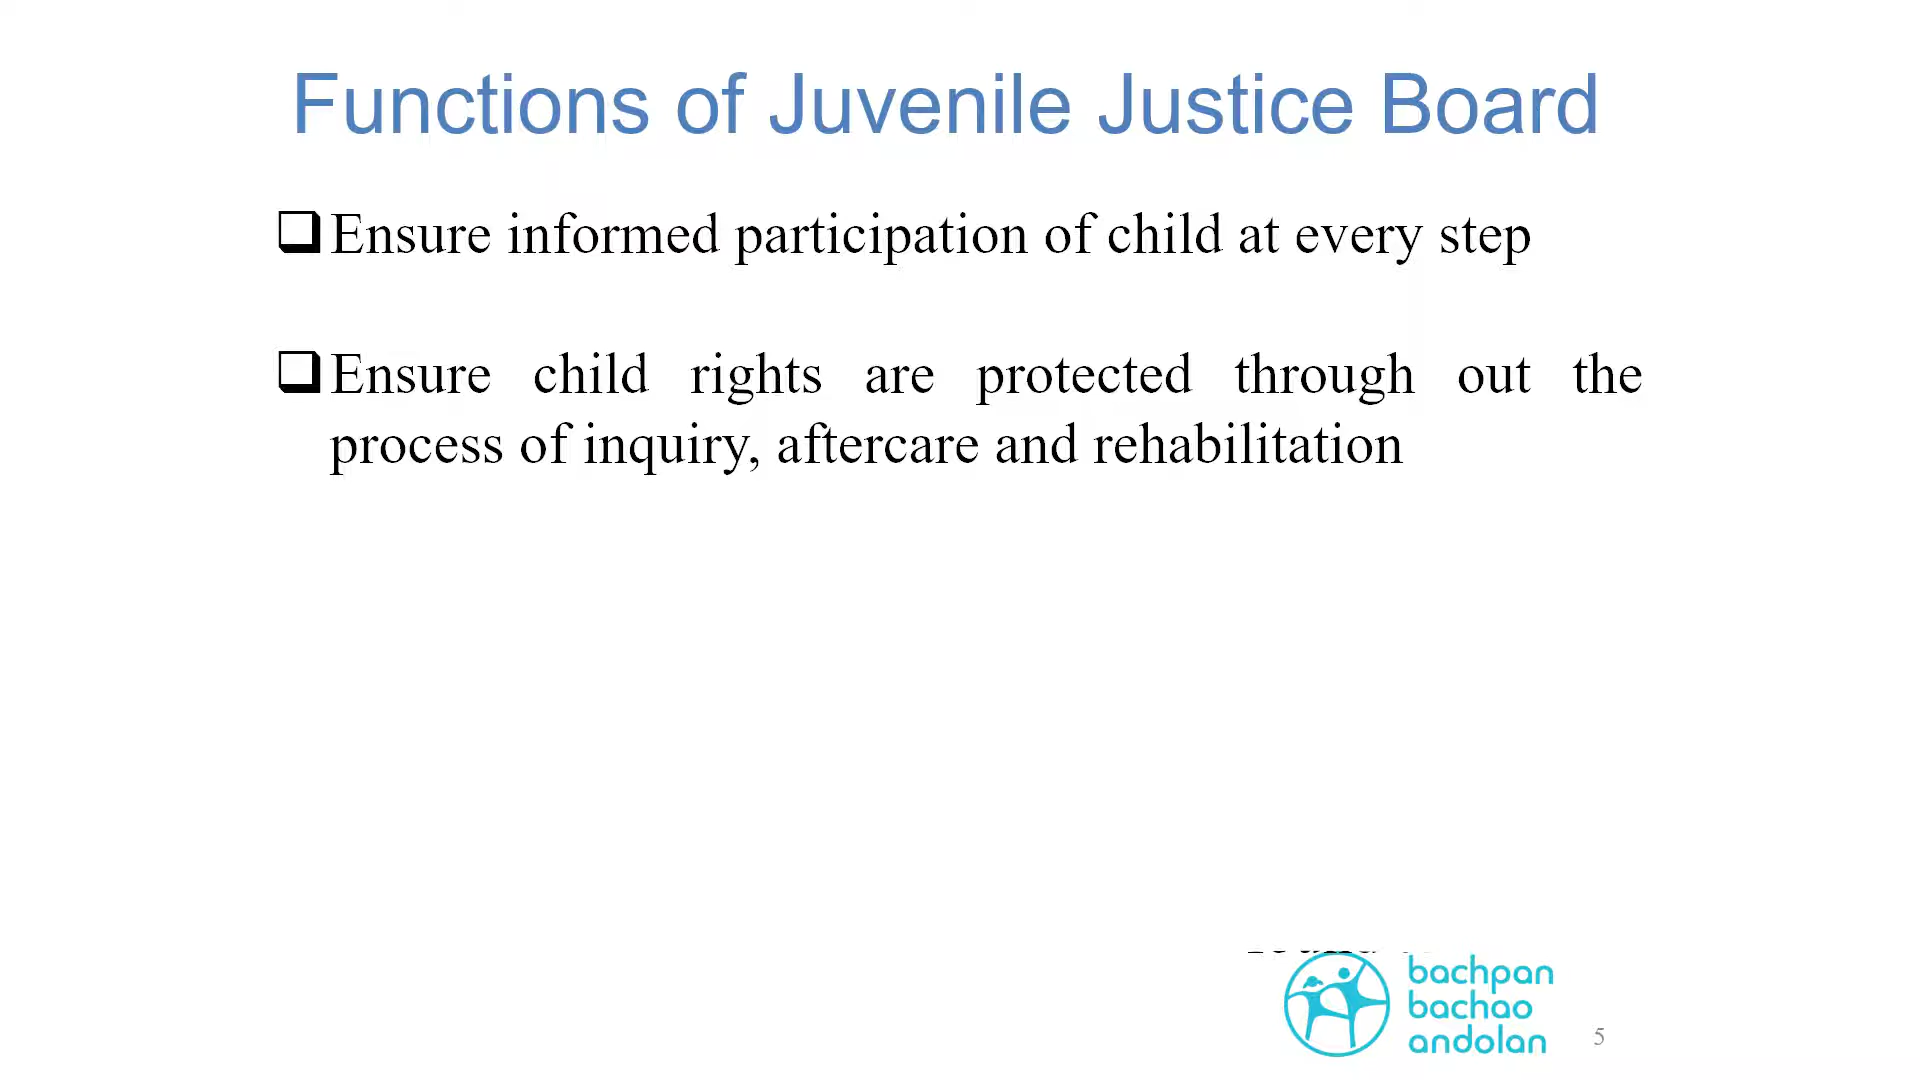 Functions of Juvenile Justice Board
Ensure informed participation of child at every step
Ensure child rights are protected through out the
process of inquiry, aftercare and rehabilitation
bachpan
bachao
andolan
5